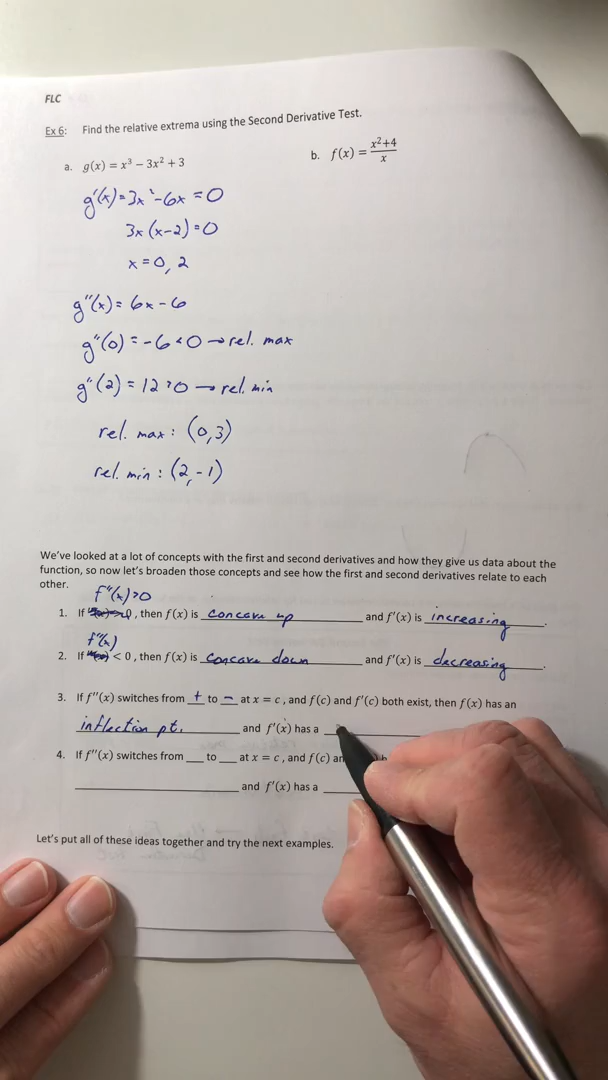 FLC
Ex 6: Find the relative extrema using the Second Derivative Test.
a. g(x) = x³ − 3x² + 3
b. f(x) = (x²+4)/x
g'(x) = 3x² - 6x = 0
3x(x-2) = 0
x = 0, 2
g''(x) = 6x - 6
g''(0) = -6 < 0 → rel. max
g''(2) = 12 > 0 → rel. min
rel. max : (0,3)
rel. min : (2,-1)
We've looked at a lot of concepts with the first and second derivatives and how they give us data about the
function, so now let's broaden those concepts and see how the first and second derivatives relate to each
other.
f''(x)>0
1. If , then f(x) is concave up and f'(x) is increasing.
f''(x)
2. If < 0, then f(x) is concave down and f'(x) is decreasing.
3. If f''(x) switches from + to − at x = c, and f(c) and f'(c) both exist, then f(x) has an
inflection pt. and f'(x) has a
4. If f''(x) switches from ___ to ___ at x = c, and f(c)
and f'(x) has a
Let's put all of these ideas together and try the next examples.